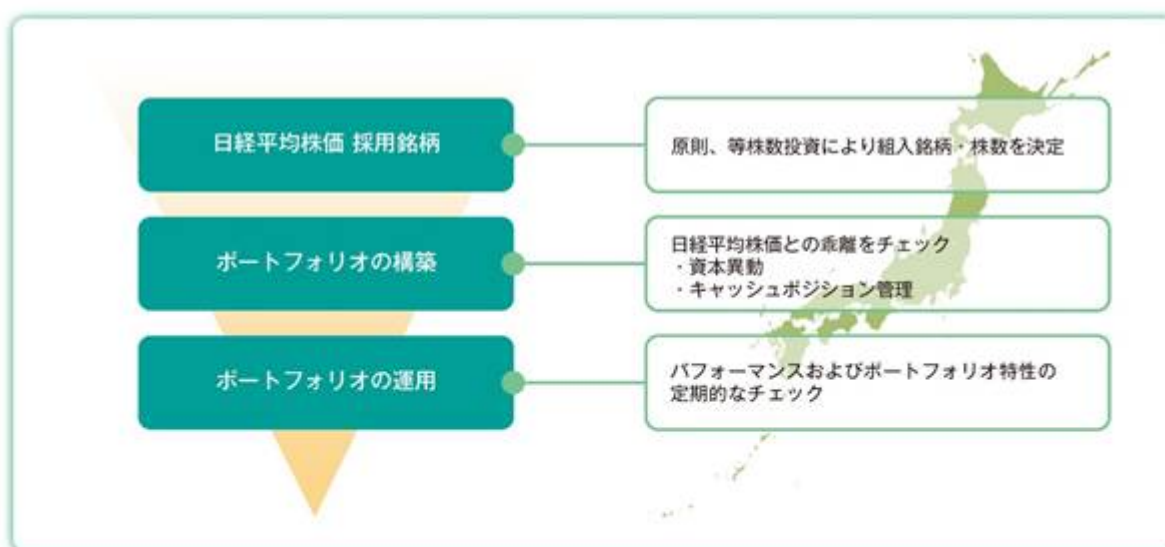 日経平均株価 採用銘柄
原則、等株数投資により組入銘柄・株数を決定
ポートフォリオの構築
日経平均株価との乖離をチェック
・資本異動
・キャッシュポジション管理
ポートフォリオの運用
パフォーマンスおよびポートフォリオ特性の
定期的なチェック